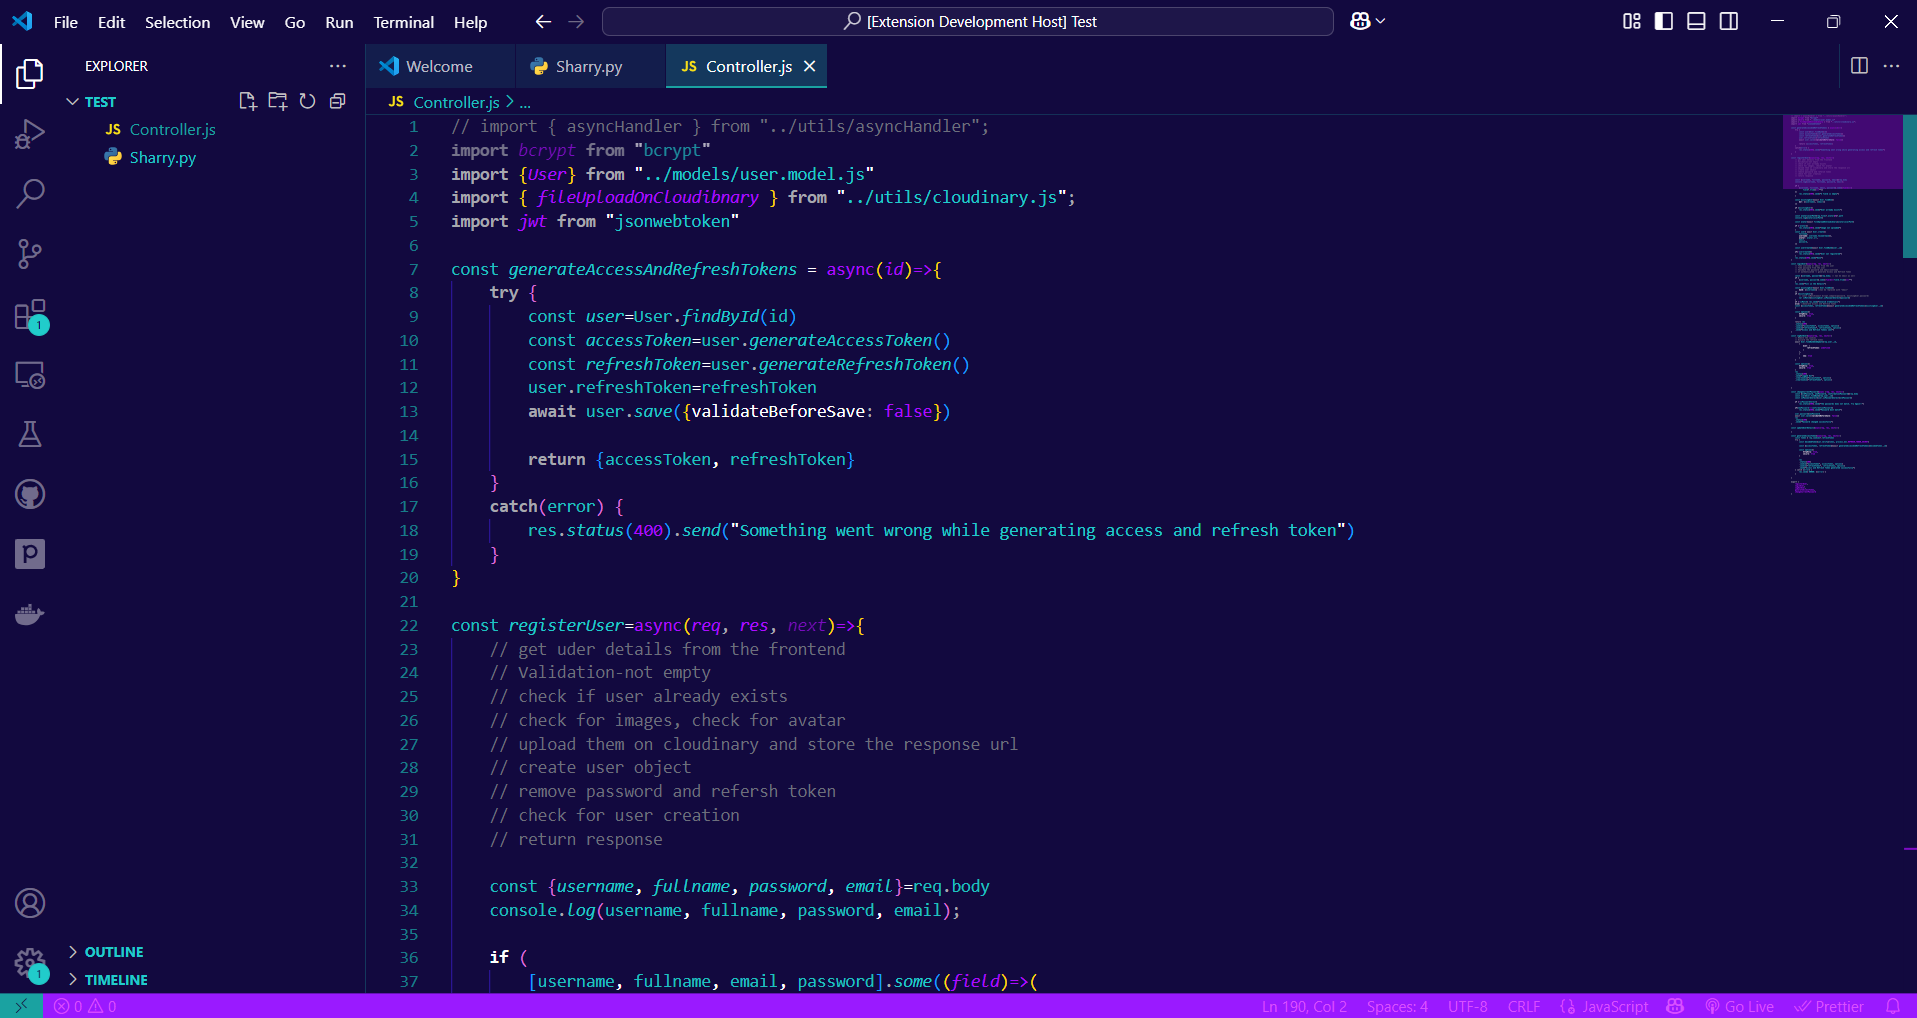 File Edit Selection View Go Run Terminal Help
[Extension Development Host] Test
EXPLORER
TEST
JS Controller.js
Sharry.py
OUTLINE
TIMELINE
Welcome
Sharry.py
JS Controller.js
JS Controller.js > ...
1 // import { asyncHandler } from "../utils/asyncHandler";
2 import bcrypt from "bcrypt"
3 import {User} from "../models/user.model.js"
4 import { fileUploadOnCloudibnary } from "../utils/cloudinary.js";
5 import jwt from "jsonwebtoken"
6
7 const generateAccessAndRefreshTokens = async(id)=>{
8 try {
9 const user=User.findById(id)
10 const accessToken=user.generateAccessToken()
11 const refreshToken=user.generateRefreshToken()
12 user.refreshToken=refreshToken
13 await user.save({validateBeforeSave: false})
14
15 return {accessToken, refreshToken}
16 }
17 catch(error) {
18 res.status(400).send("Something went wrong while generating access and refresh token")
19 }
20 }
21
22 const registerUser=async(req, res, next)=>{
23 // get uder details from the frontend
24 // Validation-not empty
25 // check if user already exists
26 // check for images, check for avatar
27 // upload them on cloudinary and store the response url
28 // create user object
29 // remove password and refersh token
30 // check for user creation
31 // return response
32
33 const {username, fullname, password, email}=req.body
34 console.log(username, fullname, password, email);
35
36 if (
37 [username, fullname, email, password].some((field)=>(
1
1
0 0
Ln 190, Col 2 Spaces: 4 UTF-8 CRLF {} JavaScript Go Live Prettier